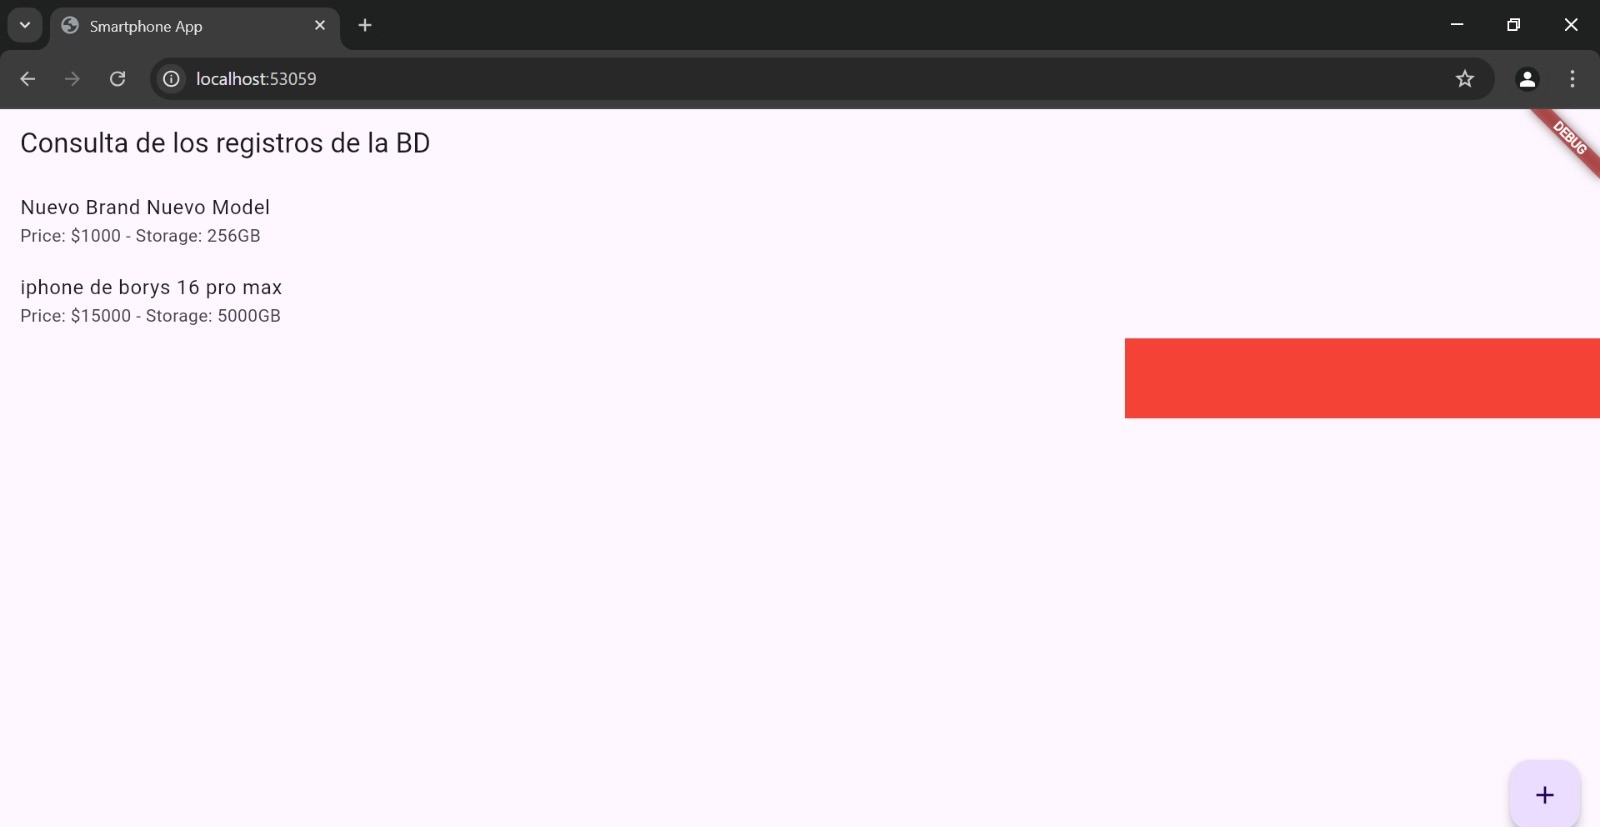 Smartphone App
localhost:53059
DEBUG
Consulta de los registros de la BD
Nuevo Brand Nuevo Model
Price: $1000 - Storage: 256GB
iphone de borys 16 pro max
Price: $15000 - Storage: 5000GB